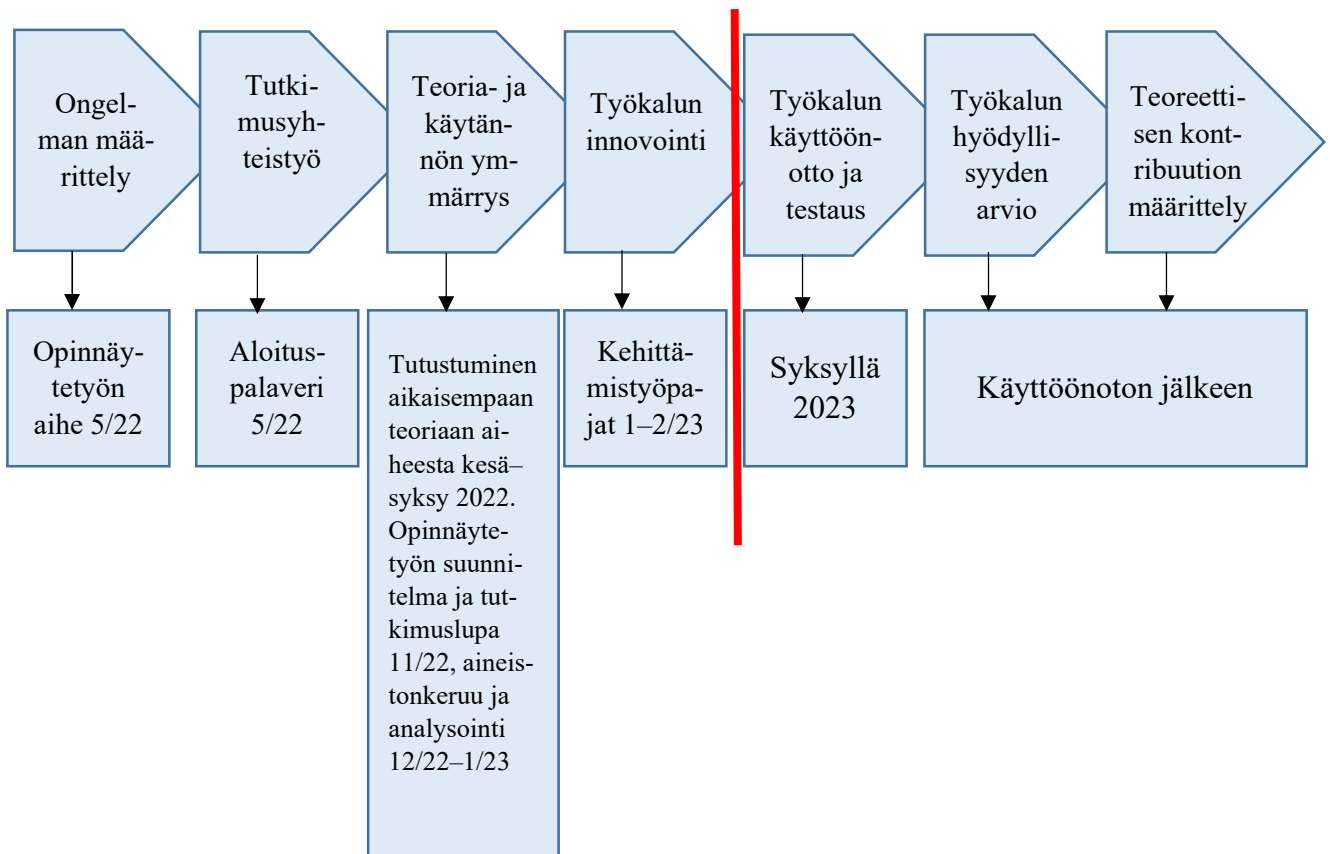 Ongel-
man mää-
rittely
Tutki-
musyh-
teistyö
Teoria- ja
käytän-
nön ym-
märrys
Työkalun
innovointi
Työkalun
käyttöön-
otto ja
testaus
Työkalun
hyödylli-
syyden
arvio
Teoreetti-
sen kont-
ribuution
määrittely
Opinnäy-
tetyön
aihe 5/22
Aloitus-
palaveri
5/22
Tutustuminen
aikaisempaan
teoriaan ai-
heesta kesä–
syksy 2022.
Opinnäyte-
työn suunni-
telma ja tut-
kimuslupa
11/22, aineis-
tonkeruu ja
analysointi
12/22–1/23
Kehittä-
mistyöpa-
jat 1–2/23
Syksyllä
2023
Käyttöönoton jälkeen